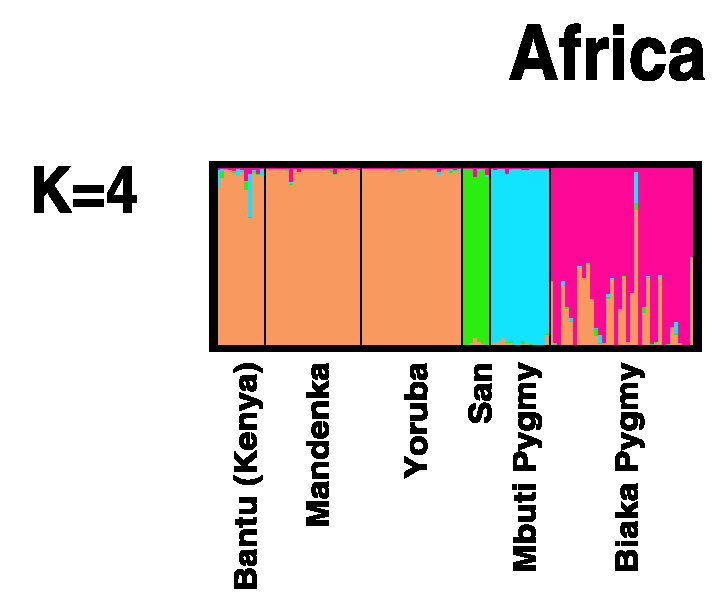 Africa
K=4
Bantu (Kenya)
Mandenka
Yoruba
San
Mbuti Pygmy
Biaka Pygmy